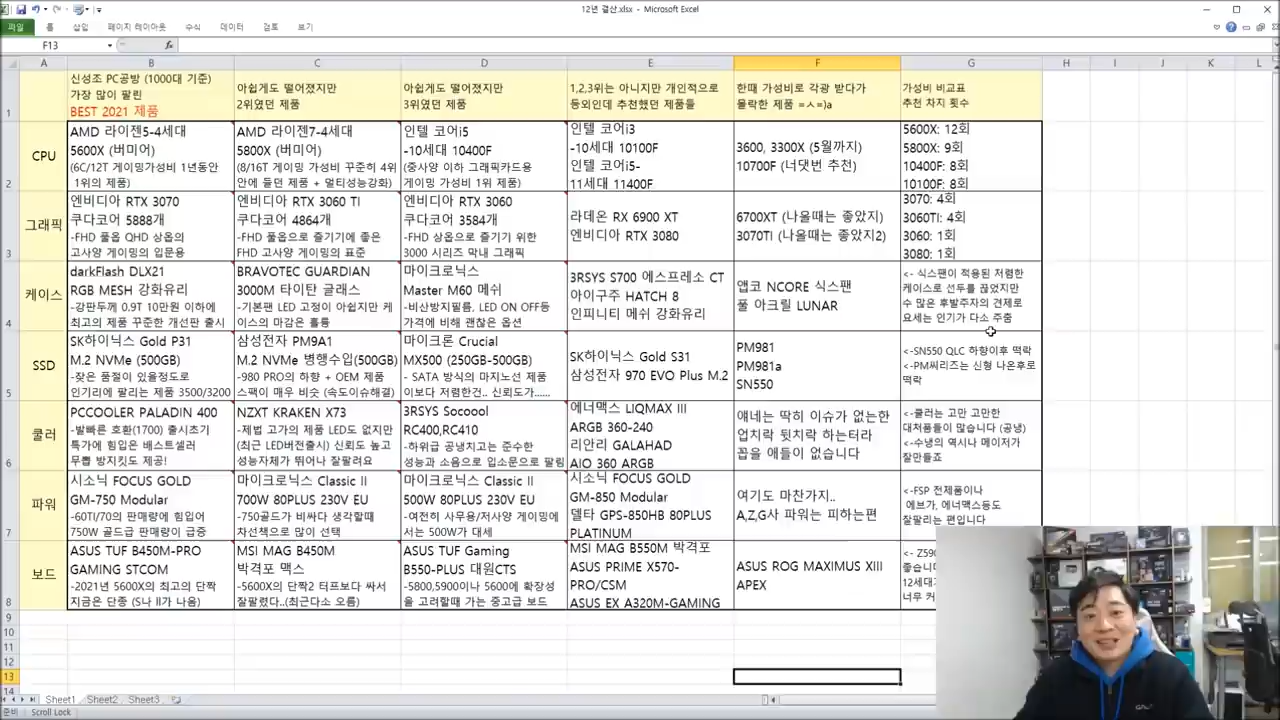 12년 결산.xlsx - Microsoft Excel
파일 홈 삽입 페이지 레이아웃 수식 데이터 검토 보기
F13 fx
A B C D E F G H I J K L
1
신성조 PC공방 (1000대 기준)
가장 많이 팔린
BEST 2021 제품
아쉽게도 떨어졌지만
2위였던 제품
아쉽게도 떨어졌지만
3위였던 제품
1,2,3위는 아니지만 개인적으로
등외인데 추천했던 제품들
한때 가성비로 각광 받다가
몰락한 제품 =ㅅ=)a
가성비 비교표
추천 차지 횟수
2
CPU
AMD 라이젠5-4세대
5600X (버미어)
(6C/12T 게이밍가성비 1년동안
1위의 제품)
AMD 라이젠7-4세대
5800X (버미어)
(8/16T 게이밍 가성비 꾸준히 4위
안에 들던 제품 + 멀티성능강화)
인텔 코어i5
-10세대 10400F
(중사양 이하 그래픽카드용
게이밍 가성비 1위 제품)
인텔 코어i3
-10세대 10100F
인텔 코어i5-
11세대 11400F
3600, 3300X (5월까지)
10700F (너댓번 추천)
5600X: 12회
5800X: 9회
10400F: 8회
10100F: 8회
3
그래픽
엔비디아 RTX 3070
쿠다코어 5888개
-FHD 풀옵 QHD 상옵의
고사양 게이밍의 입문용
엔비디아 RTX 3060 TI
쿠다코어 4864개
-FHD 풀옵으로 즐기기에 좋은
FHD 고사양 게이밍의 표준
엔비디아 RTX 3060
쿠다코어 3584개
-FHD 상옵으로 즐기기 위한
3000 시리즈 막내 그래픽
라데온 RX 6900 XT
엔비디아 RTX 3080
6700XT (나올때는 좋았지)
3070TI (나올때는 좋았지2)
3070: 4회
3060TI: 4회
3060: 1회
3080: 1회
4
케이스
darkFlash DLX21
RGB MESH 강화유리
-강판두께 0.9T 10만원 이하에
최고의 제품 꾸준한 개선판 출시
BRAVOTEC GUARDIAN
3000M 타이탄 글래스
-기본팬 LED 고정이 아쉽지만 케
이스의 마감은 훌륭
마이크로닉스
Master M60 메쉬
-비산방지필름, LED ON OFF등
가격에 비해 괜찮은 옵션
3RSYS S700 에스프레소 CT
아이구주 HATCH 8
인피니티 메쉬 강화유리
앱코 NCORE 식스팬
풀 아크릴 LUNAR
<- 식스팬이 적용된 저렴한
케이스로 선두를 끊었지만
수 많은 후발주자의 견제로
요세는 인기가 다소 주춤
5
SSD
SK하이닉스 Gold P31
M.2 NVMe (500GB)
-잦은 품절이 있을정도로
인기리에 팔리는 제품 3500/3200
삼성전자 PM9A1
M.2 NVMe 병행수입(500GB)
-980 PRO의 하향 + OEM 제품
스팩이 매우 비슷 (속도이슈해결)
마이크론 Crucial
MX500 (250GB-500GB)
- SATA 방식의 마지노선 제품
이보다 저렴한건.. 신뢰도가......
SK하이닉스 Gold S31
삼성전자 970 EVO Plus M.2
PM981
PM981a
SN550
<-SN550 QLC 하향이후 떡락
<-PM씨리즈는 신형 나온후로
떡락
6
쿨러
PCCOOLER PALADIN 400
-발빠른 호환(1700) 출시초기
특가에 힘입은 배스트셀러
무뽑 방지킷도 제공!
NZXT KRAKEN X73
-제법 고가의 제품 LED도 없지만
(최근 LED버전출시) 신뢰도 높고
성능자체가 뛰어나 잘팔려요
3RSYS Socoool
RC400,RC410
-하위급 공냉치고는 준수한
성능과 소음으로 입소문으로 팔림
에너맥스 LIQMAX III
ARGB 360-240
리안리 GALAHAD
AIO 360 ARGB
얘네는 딱히 이슈가 없는한
업치락 뒷치락 하는터라
꼽을 애들이 없습니다
<-쿨러는 고만 고만한
대처품들이 많습니다 (공냉)
<-수냉의 역시나 메이저가
잘만들죠
7
파워
시소닉 FOCUS GOLD
GM-750 Modular
-60TI/70의 판매량에 힘입어
750W 골드급 판매량이 급증
마이크로닉스 Classic II
700W 80PLUS 230V EU
-750골드가 비싸다 생각할때
차선책으로 많이 선택
마이크로닉스 Classic II
500W 80PLUS 230V EU
-여전히 사무용/저사양 게이밍에
서는 500W가 대세
시소닉 FOCUS GOLD
GM-850 Modular
델타 GPS-850HB 80PLUS
PLATINUM
여기도 마찬가지..
A,Z,G사 파워는 피하는편
<-FSP 전제품이나
에브가, 에너맥스등도
잘팔리는 편입니다
8
보드
ASUS TUF B450M-PRO
GAMING STCOM
-2021년 5600X의 최고의 단짝
지금은 단종 (S나 II가 나옴)
MSI MAG B450M
박격포 맥스
-5600X의 단짝2 터프보다 싸서
잘팔렸다..(최근다소 오름)
ASUS TUF Gaming
B550-PLUS 대원CTS
-5800,5900이나 5600에 확장성
을 고려할때 가는 중고급 보드
MSI MAG B550M 박격포
ASUS PRIME X570-
PRO/CSM
ASUS EX A320M-GAMING
ASUS ROG MAXIMUS XIII
APEX
<- Z590
좋습니
12세대
너무 커
9
10
11
12
13
14
Sheet1 Sheet2 Sheet3
준비 Scroll Lock